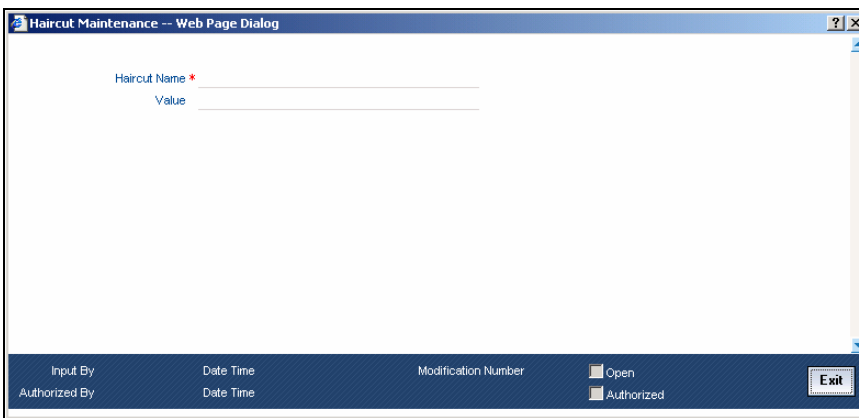 Haircut Maintenance -- Web Page Dialog
Haircut Name *
Value
Input By Date Time Modification Number Open
Authorized By Date Time Authorized
Exit